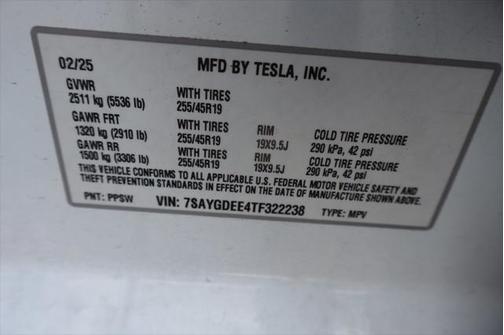 02/25 MFD BY TESLA, INC.
GVWR
2511 kg (5536 lb) WITH TIRES 255/45R19
GAWR FRT
1320 kg (2910 lb) WITH TIRES 255/45R19 RIM 19X9.5J COLD TIRE PRESSURE 290 kPa, 42 psi
GAWR RR
1500 kg (3306 lb) WITH TIRES 255/45R19 RIM 19X9.5J COLD TIRE PRESSURE 290 kPa, 42 psi
THIS VEHICLE CONFORMS TO ALL APPLICABLE U.S. FEDERAL MOTOR VEHICLE SAFETY AND
THEFT PREVENTION STANDARDS IN EFFECT ON THE DATE OF MANUFACTURE SHOWN ABOVE.
PNT: PPSW VIN: 7SAYGDEE4TF322238 TYPE: MPV